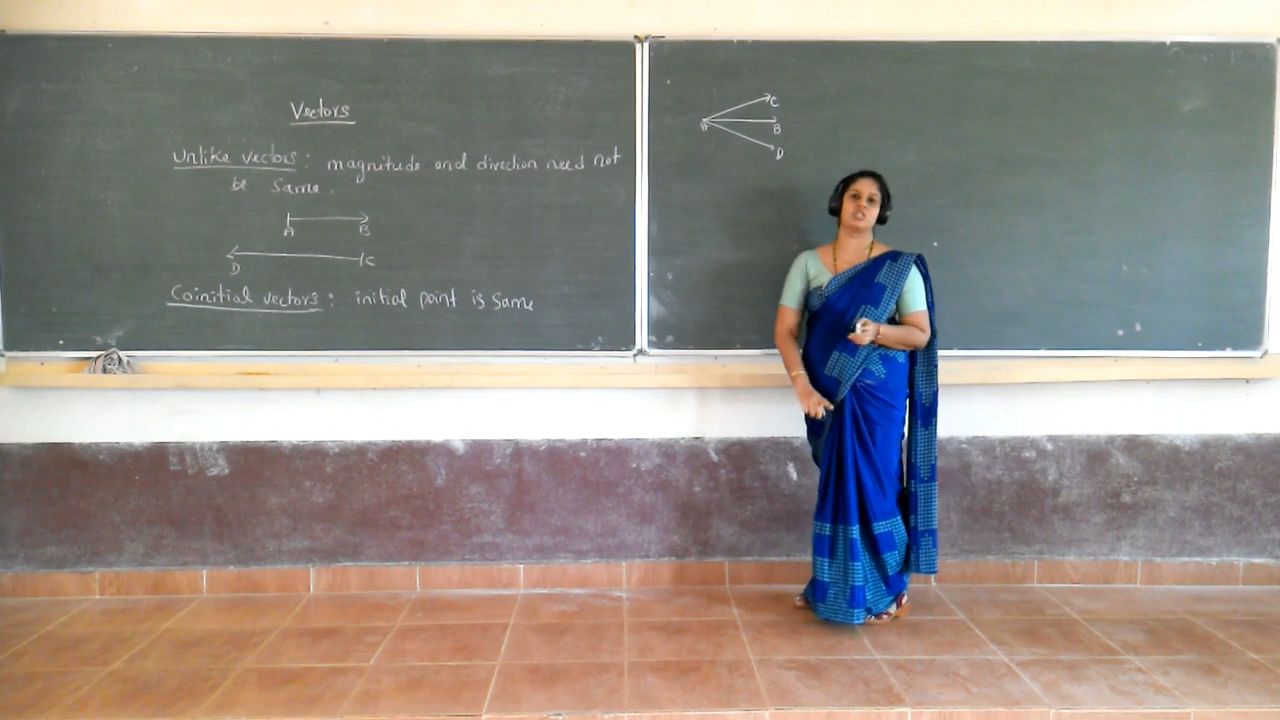 Vectors
Unlike vectors : magnitude and direction need not
be same.
A B
D C
Coinitial vectors : initial point is same
C
A B
D